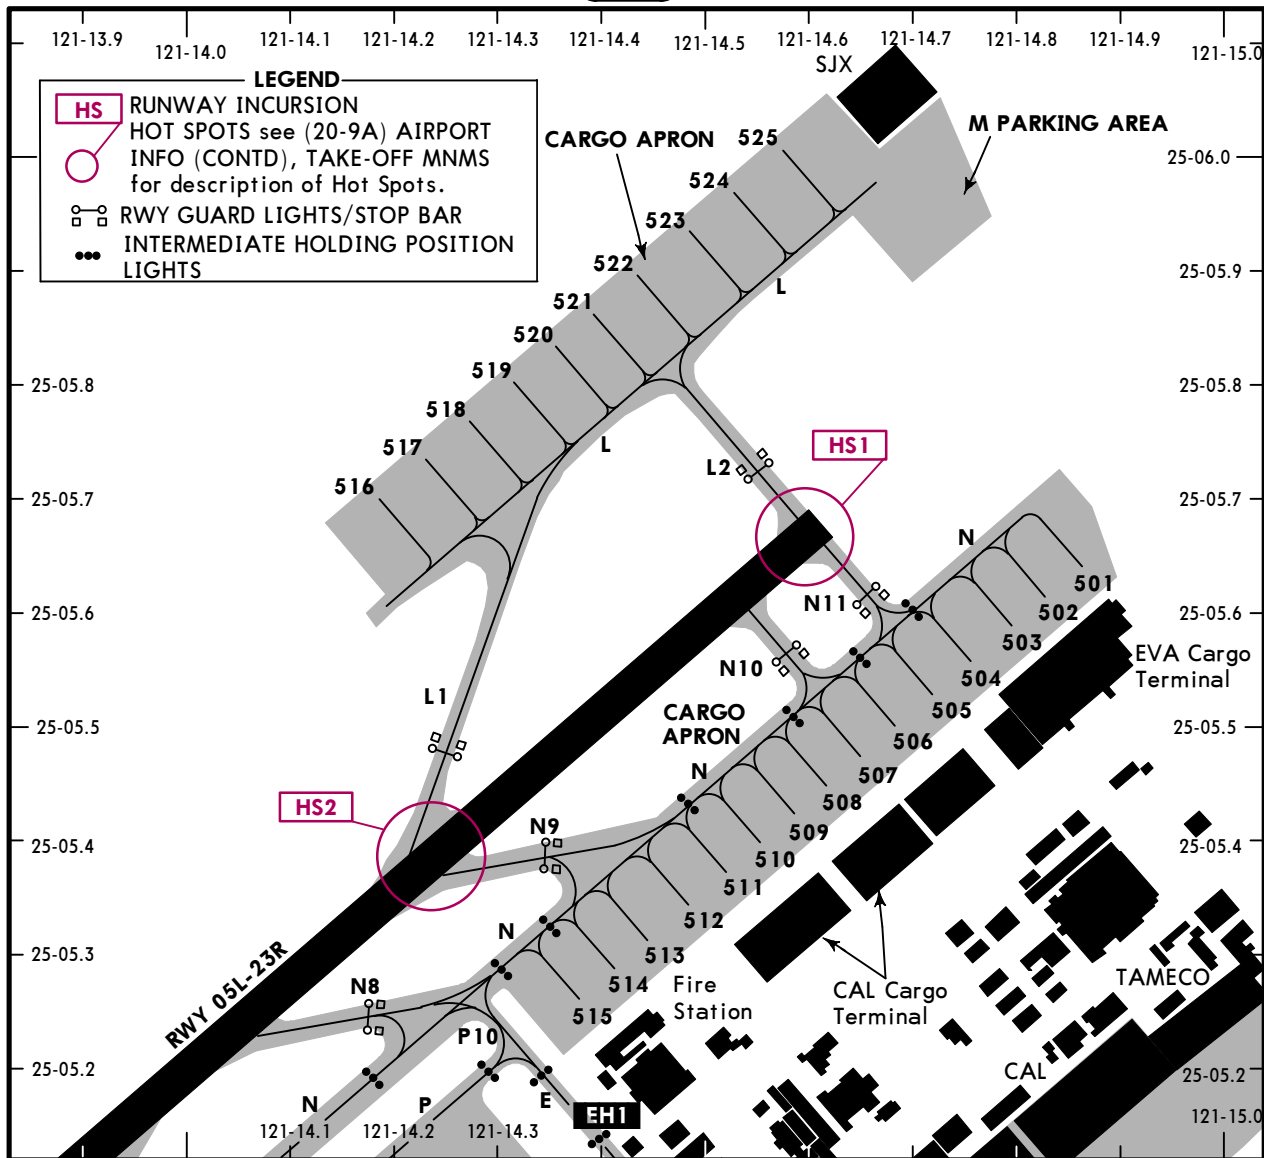 121-13.9
121-14.0
121-14.1
121-14.2
121-14.3
121-14.4
121-14.5
121-14.6
121-14.7
121-14.8
121-14.9
121-15.0
LEGEND
HS
RUNWAY INCURSION
HOT SPOTS see (20-9A) AIRPORT
INFO (CONTD), TAKE-OFF MNMS
for description of Hot Spots.
RWY GUARD LIGHTS/STOP BAR
INTERMEDIATE HOLDING POSITION
LIGHTS
SJX
M PARKING AREA
CARGO APRON
525
524
523
522
521
520
519
518
517
516
L
L
25-06.0
25-05.9
25-05.8
25-05.8
25-05.7
25-05.7
25-05.6
25-05.6
25-05.5
25-05.5
25-05.4
25-05.4
25-05.3
25-05.3
25-05.2
25-05.2
HS1
L2
N
N11
N10
501
502
503
504
505
506
507
508
509
510
511
512
513
514
515
EVA Cargo
Terminal
L1
CARGO
APRON
N
HS2
N9
N
RWY 05L-23R
N8
P10
Fire
Station
CAL Cargo
Terminal
TAMECO
CAL
N
P
E
EH1
121-14.1
121-14.2
121-14.3
121-15.0